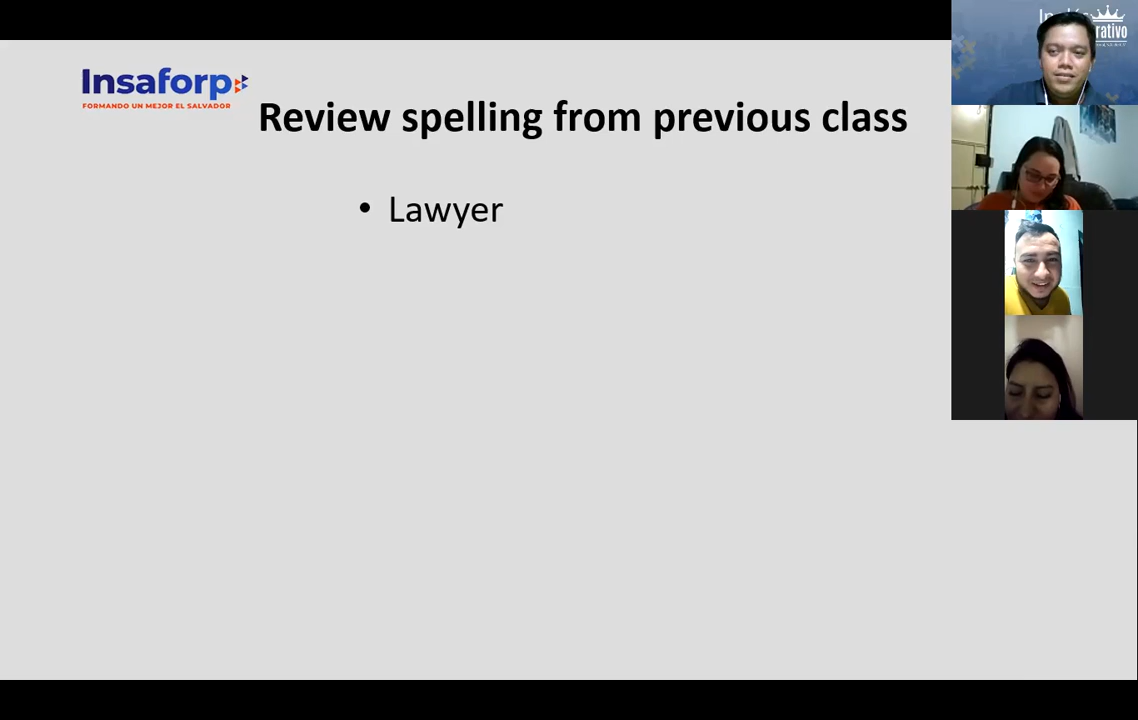 Insaforp
FORMANDO UN MEJOR EL SALVADOR
Review spelling from previous class
• Lawyer